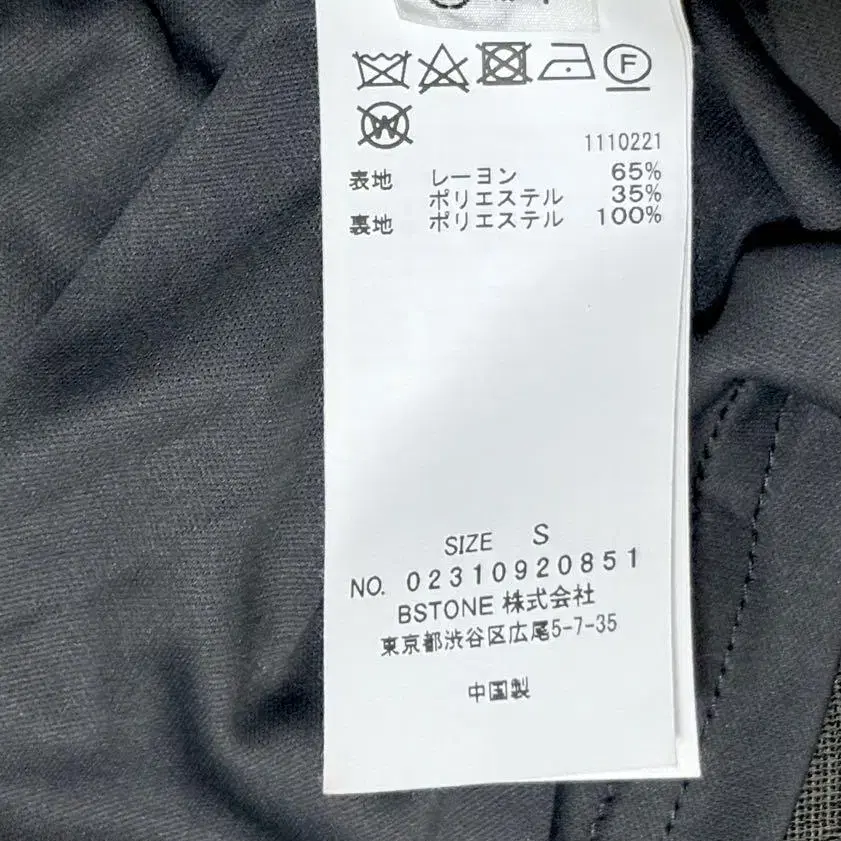 1110221
表地 レーヨン 65%
ポリエステル 35%
裏地 ポリエステル 100%
SIZE S
NO. 02310920851
BSTONE 株式会社
東京都渋谷区広尾5-7-35
中国製